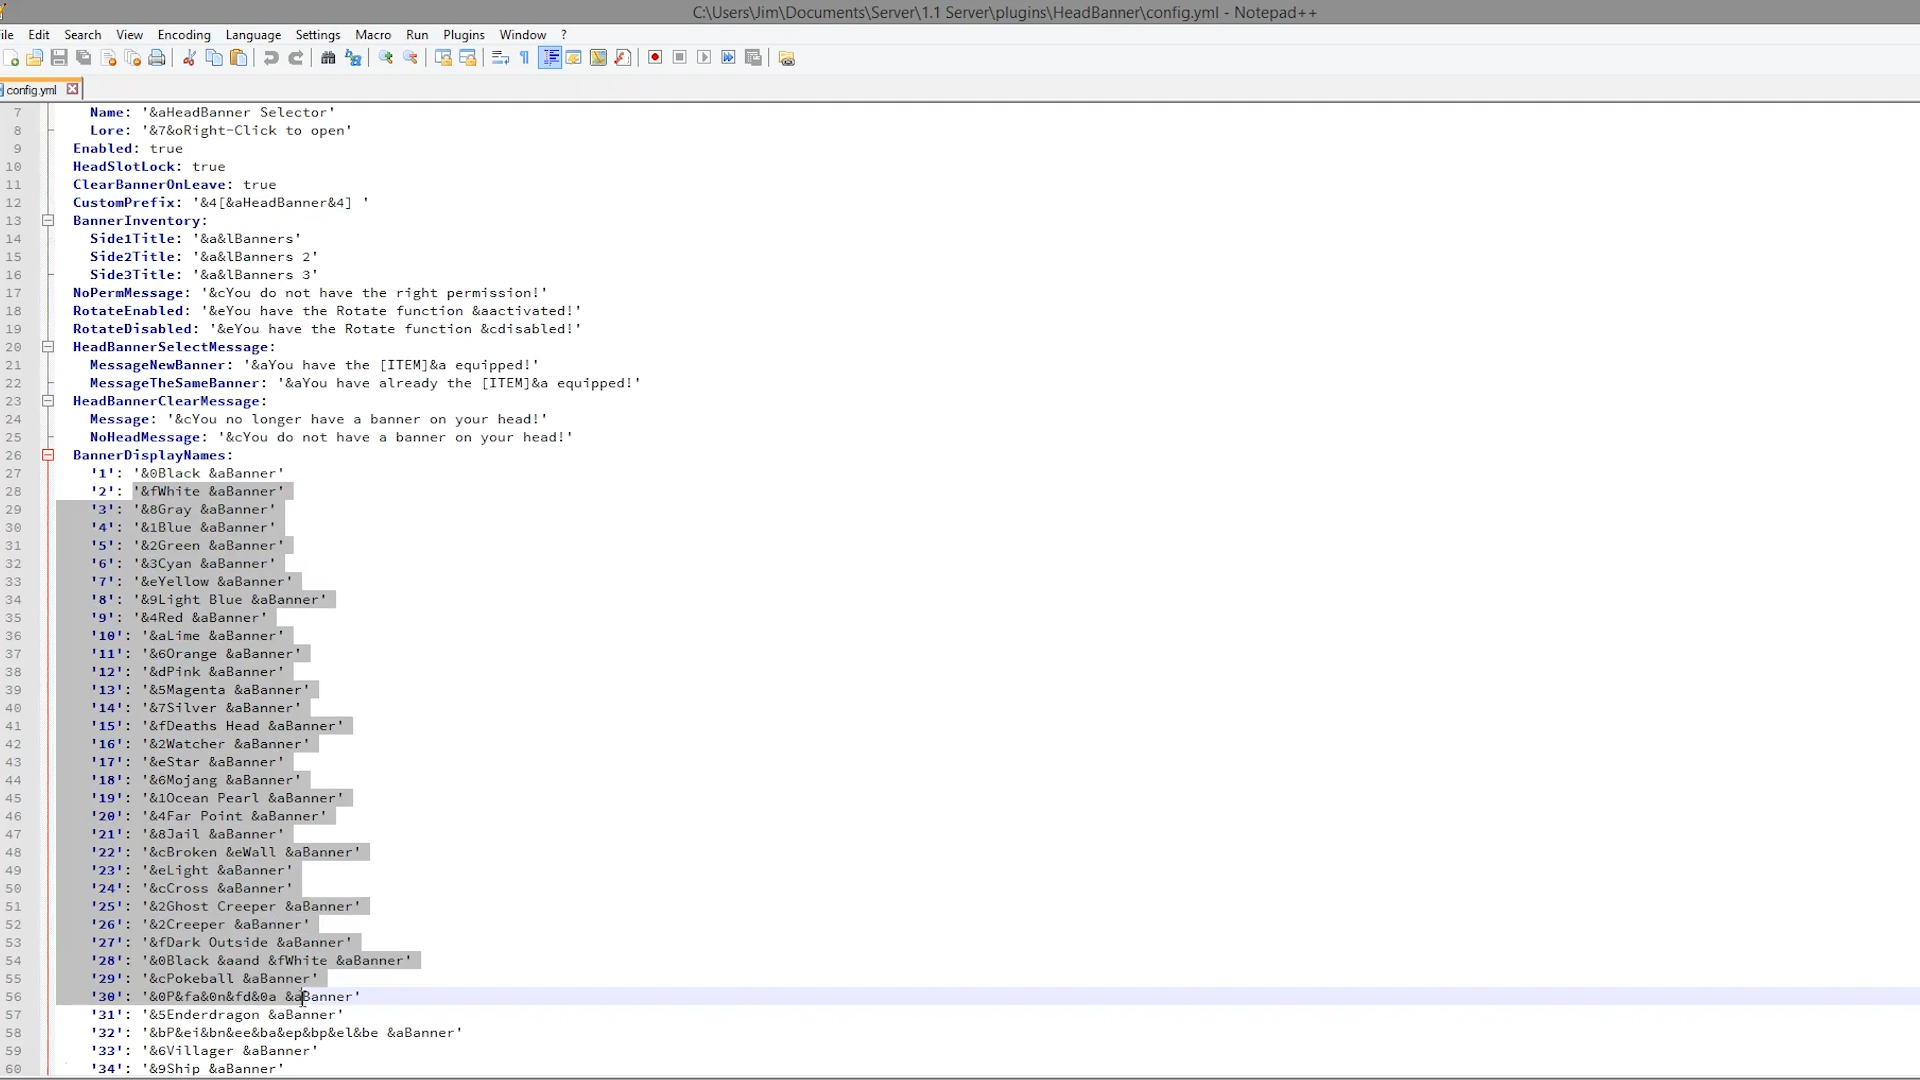 C:\Users\Jim\Documents\Server\1.1 Server\plugins\HeadBanner\config.yml - Notepad++
ile Edit Search View Encoding Language Settings Macro Run Plugins Window ?
config.yml
7 Name: '&aHeadBanner Selector'
8 Lore: '&7&oRight-Click to open'
9 Enabled: true
10 HeadSlotLock: true
11 ClearBannerOnLeave: true
12 CustomPrefix: '&4[&aHeadBanner&4] '
13 BannerInventory:
14 Side1Title: '&a&lBanners'
15 Side2Title: '&a&lBanners 2'
16 Side3Title: '&a&lBanners 3'
17 NoPermMessage: '&cYou do not have the right permission!'
18 RotateEnabled: '&eYou have the Rotate function &aactivated!'
19 RotateDisabled: '&eYou have the Rotate function &cdisabled!'
20 HeadBannerSelectMessage:
21 MessageNewBanner: '&aYou have the [ITEM]&a equipped!'
22 MessageTheSameBanner: '&aYou have already the [ITEM]&a equipped!'
23 HeadBannerClearMessage:
24 Message: '&cYou no longer have a banner on your head!'
25 NoHeadMessage: '&cYou do not have a banner on your head!'
26 BannerDisplayNames:
27 '1': '&0Black &aBanner'
28 '2': '&fWhite &aBanner'
29 '3': '&8Gray &aBanner'
30 '4': '&1Blue &aBanner'
31 '5': '&2Green &aBanner'
32 '6': '&3Cyan &aBanner'
33 '7': '&eYellow &aBanner'
34 '8': '&9Light Blue &aBanner'
35 '9': '&4Red &aBanner'
36 '10': '&aLime &aBanner'
37 '11': '&6Orange &aBanner'
38 '12': '&dPink &aBanner'
39 '13': '&5Magenta &aBanner'
40 '14': '&7Silver &aBanner'
41 '15': '&fDeaths Head &aBanner'
42 '16': '&2Watcher &aBanner'
43 '17': '&eStar &aBanner'
44 '18': '&6Mojang &aBanner'
45 '19': '&1Ocean Pearl &aBanner'
46 '20': '&4Far Point &aBanner'
47 '21': '&8Jail &aBanner'
48 '22': '&cBroken &eWall &aBanner'
49 '23': '&eLight &aBanner'
50 '24': '&cCross &aBanner'
51 '25': '&2Ghost Creeper &aBanner'
52 '26': '&2Creeper &aBanner'
53 '27': '&fDark Outside &aBanner'
54 '28': '&0Black &aand &fWhite &aBanner'
55 '29': '&cPokeball &aBanner'
56 '30': '&0P&fa&0n&fd&0a &aBanner'
57 '31': '&5Enderdragon &aBanner'
58 '32': '&bP&ei&bn&ee&ba&ep&bp&el&be &aBanner'
59 '33': '&6Villager &aBanner'
60 '34': '&9Ship &aBanner'